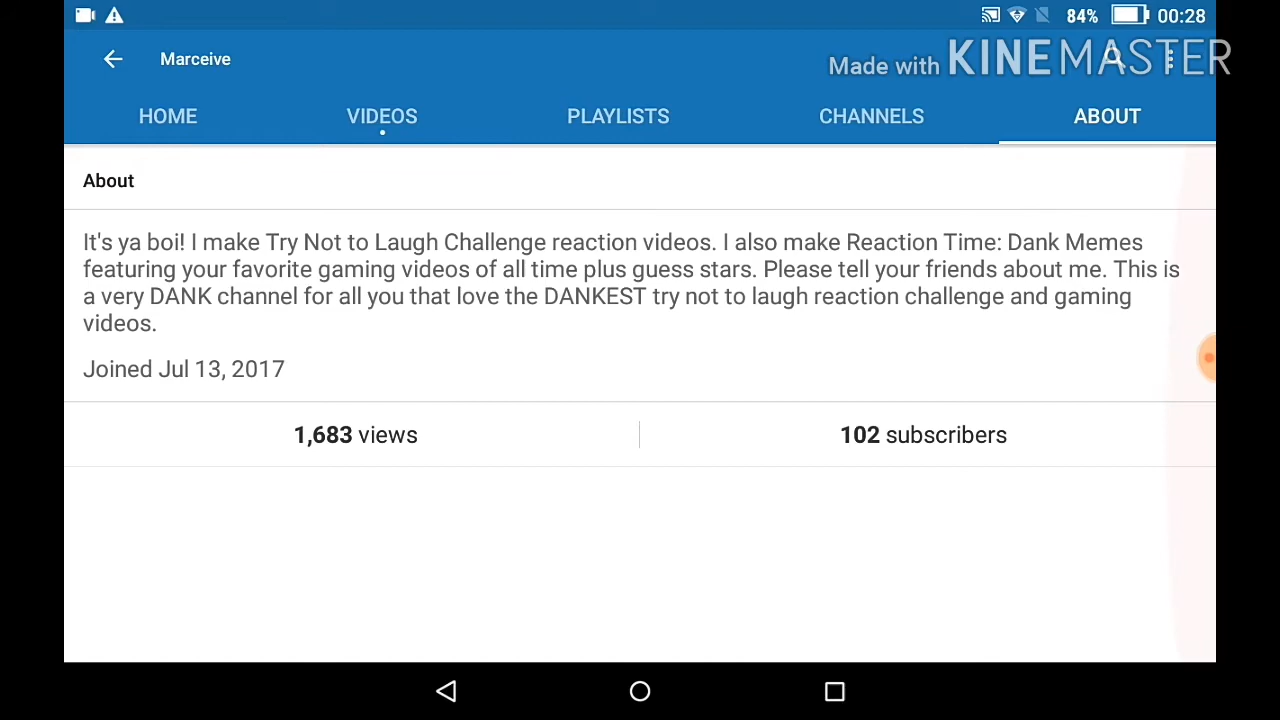 84% 00:28
Marceive
Made with KINEMASTER
HOME VIDEOS PLAYLISTS CHANNELS ABOUT
About
It's ya boi! I make Try Not to Laugh Challenge reaction videos. I also make Reaction Time: Dank Memes
featuring your favorite gaming videos of all time plus guess stars. Please tell your friends about me. This is
a very DANK channel for all you that love the DANKEST try not to laugh reaction challenge and gaming
videos.
Joined Jul 13, 2017
1,683 views 102 subscribers